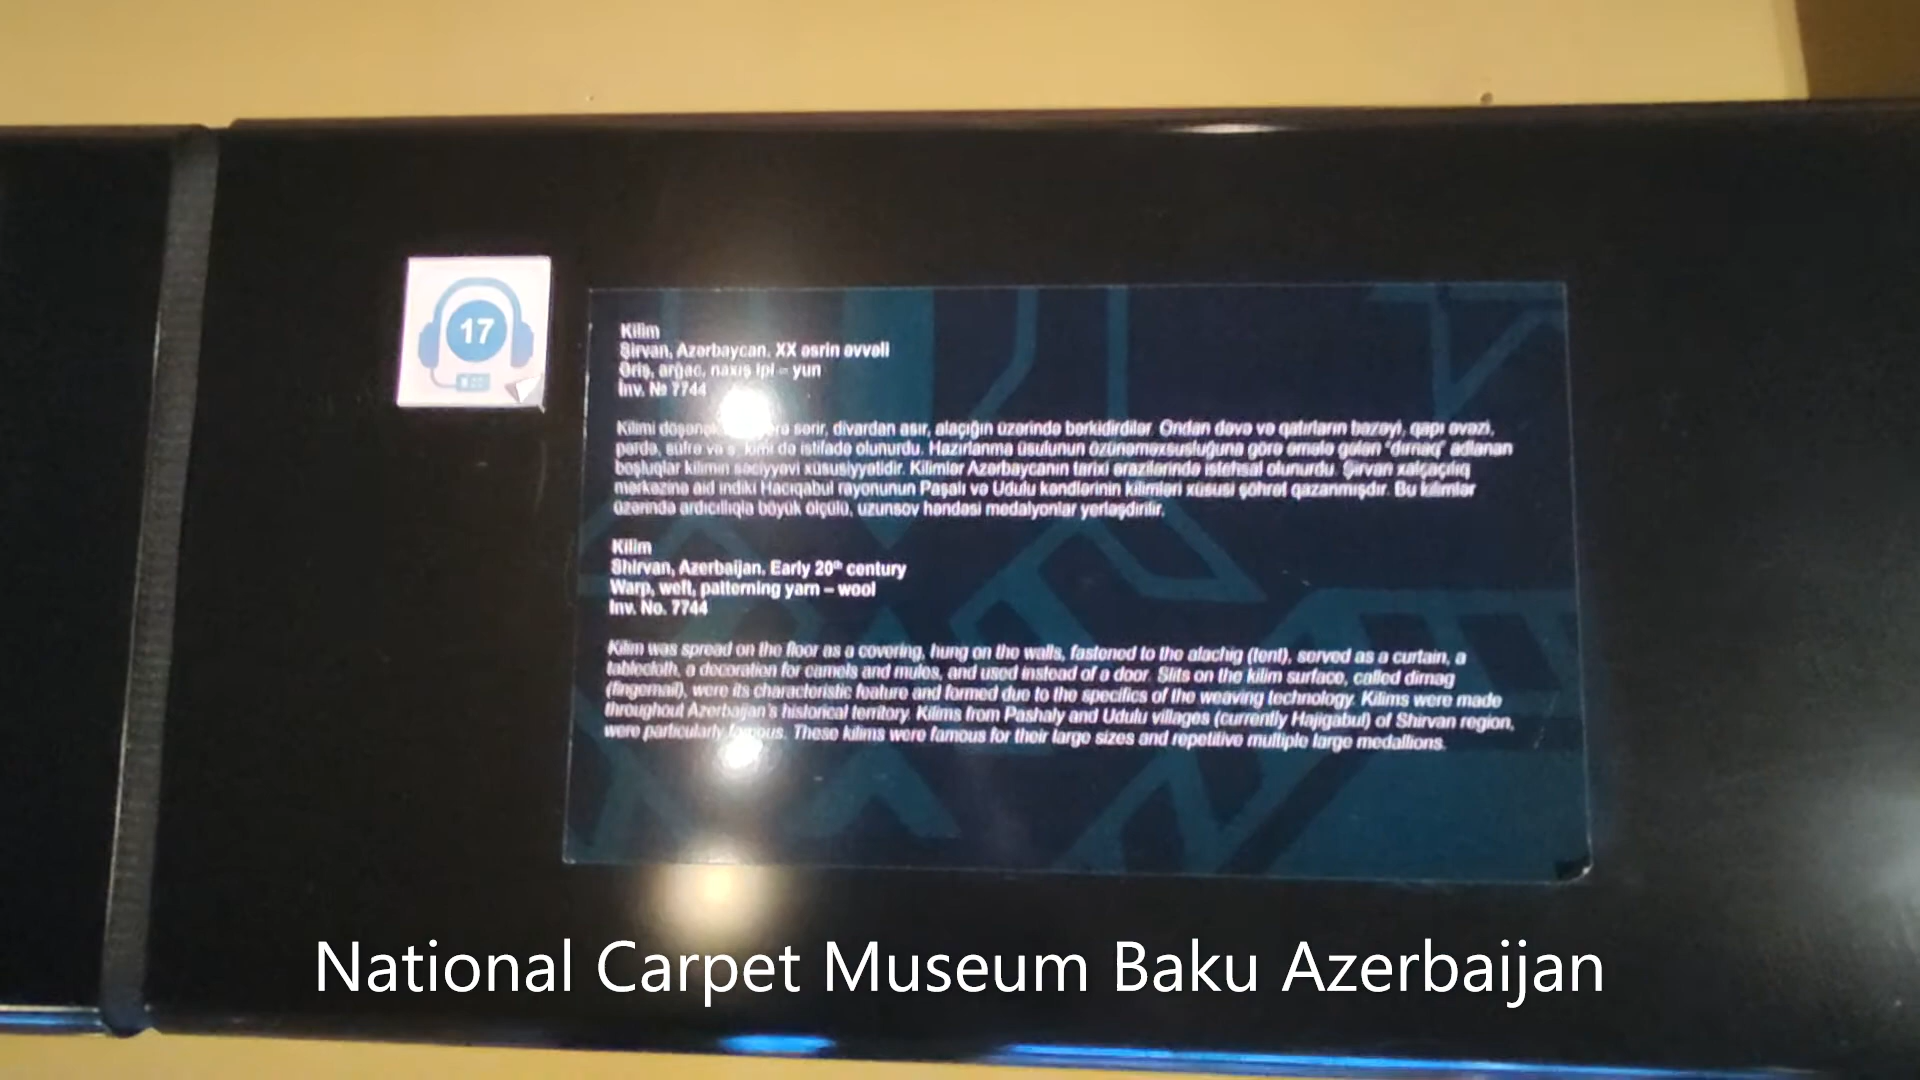 17
Kilim
Şirvan, Azərbaycan. XX əsrin əvvəli
Əriş, arğac, naxış ipi – yun
İnv. № 7744
Kilimi sərir, divardan asır, alaçığın üzərində bərkidirdilər. Ondan dəvə və qatırların bəzəyi, qapı əvəzi,
pərdə, süfrə və s. kimi də istifadə olunurdu. Hazırlanma üsulunun özünəməxsusluğuna görə əmələ gələn "dırnaq" adlanan
boşluqlar kilimin səciyyəvi xüsusiyyətidir. Kilimlər Azərbaycanın tarixi ərazilərində istehsal olunurdu. Şirvan xalçaçılıq
mərkəzinə aid indiki Hacıqabul rayonunun Paşalı və Udulu kəndlərinin kilimləri xüsusi şöhrət qazanmışdır. Bu kilimlər
üzərində ardıcıllıqla böyük ölçülü, uzunsov həndəsi medalyonlar yerləşdirilir.
Kilim
Shirvan, Azerbaijan. Early 20th century
Warp, weft, patterning yarn – wool
Inv. No. 7744
Kilim was spread on the floor as a covering, hung on the walls, fastened to the alachig (tent), served as a curtain, a
tablecloth, a decoration for camels and mules, and used instead of a door. Slits on the kilim surface, called dirnag
(fingernail), were its characteristic feature and formed due to the specifics of the weaving technology. Kilims were made
throughout Azerbaijan's historical territory. Kilims from Pashaly and Udulu villages (currently Hajigabul) of Shirvan region,
were particularly famous. These kilims were famous for their large sizes and repetitive multiple large medallions.
National Carpet Museum Baku Azerbaijan